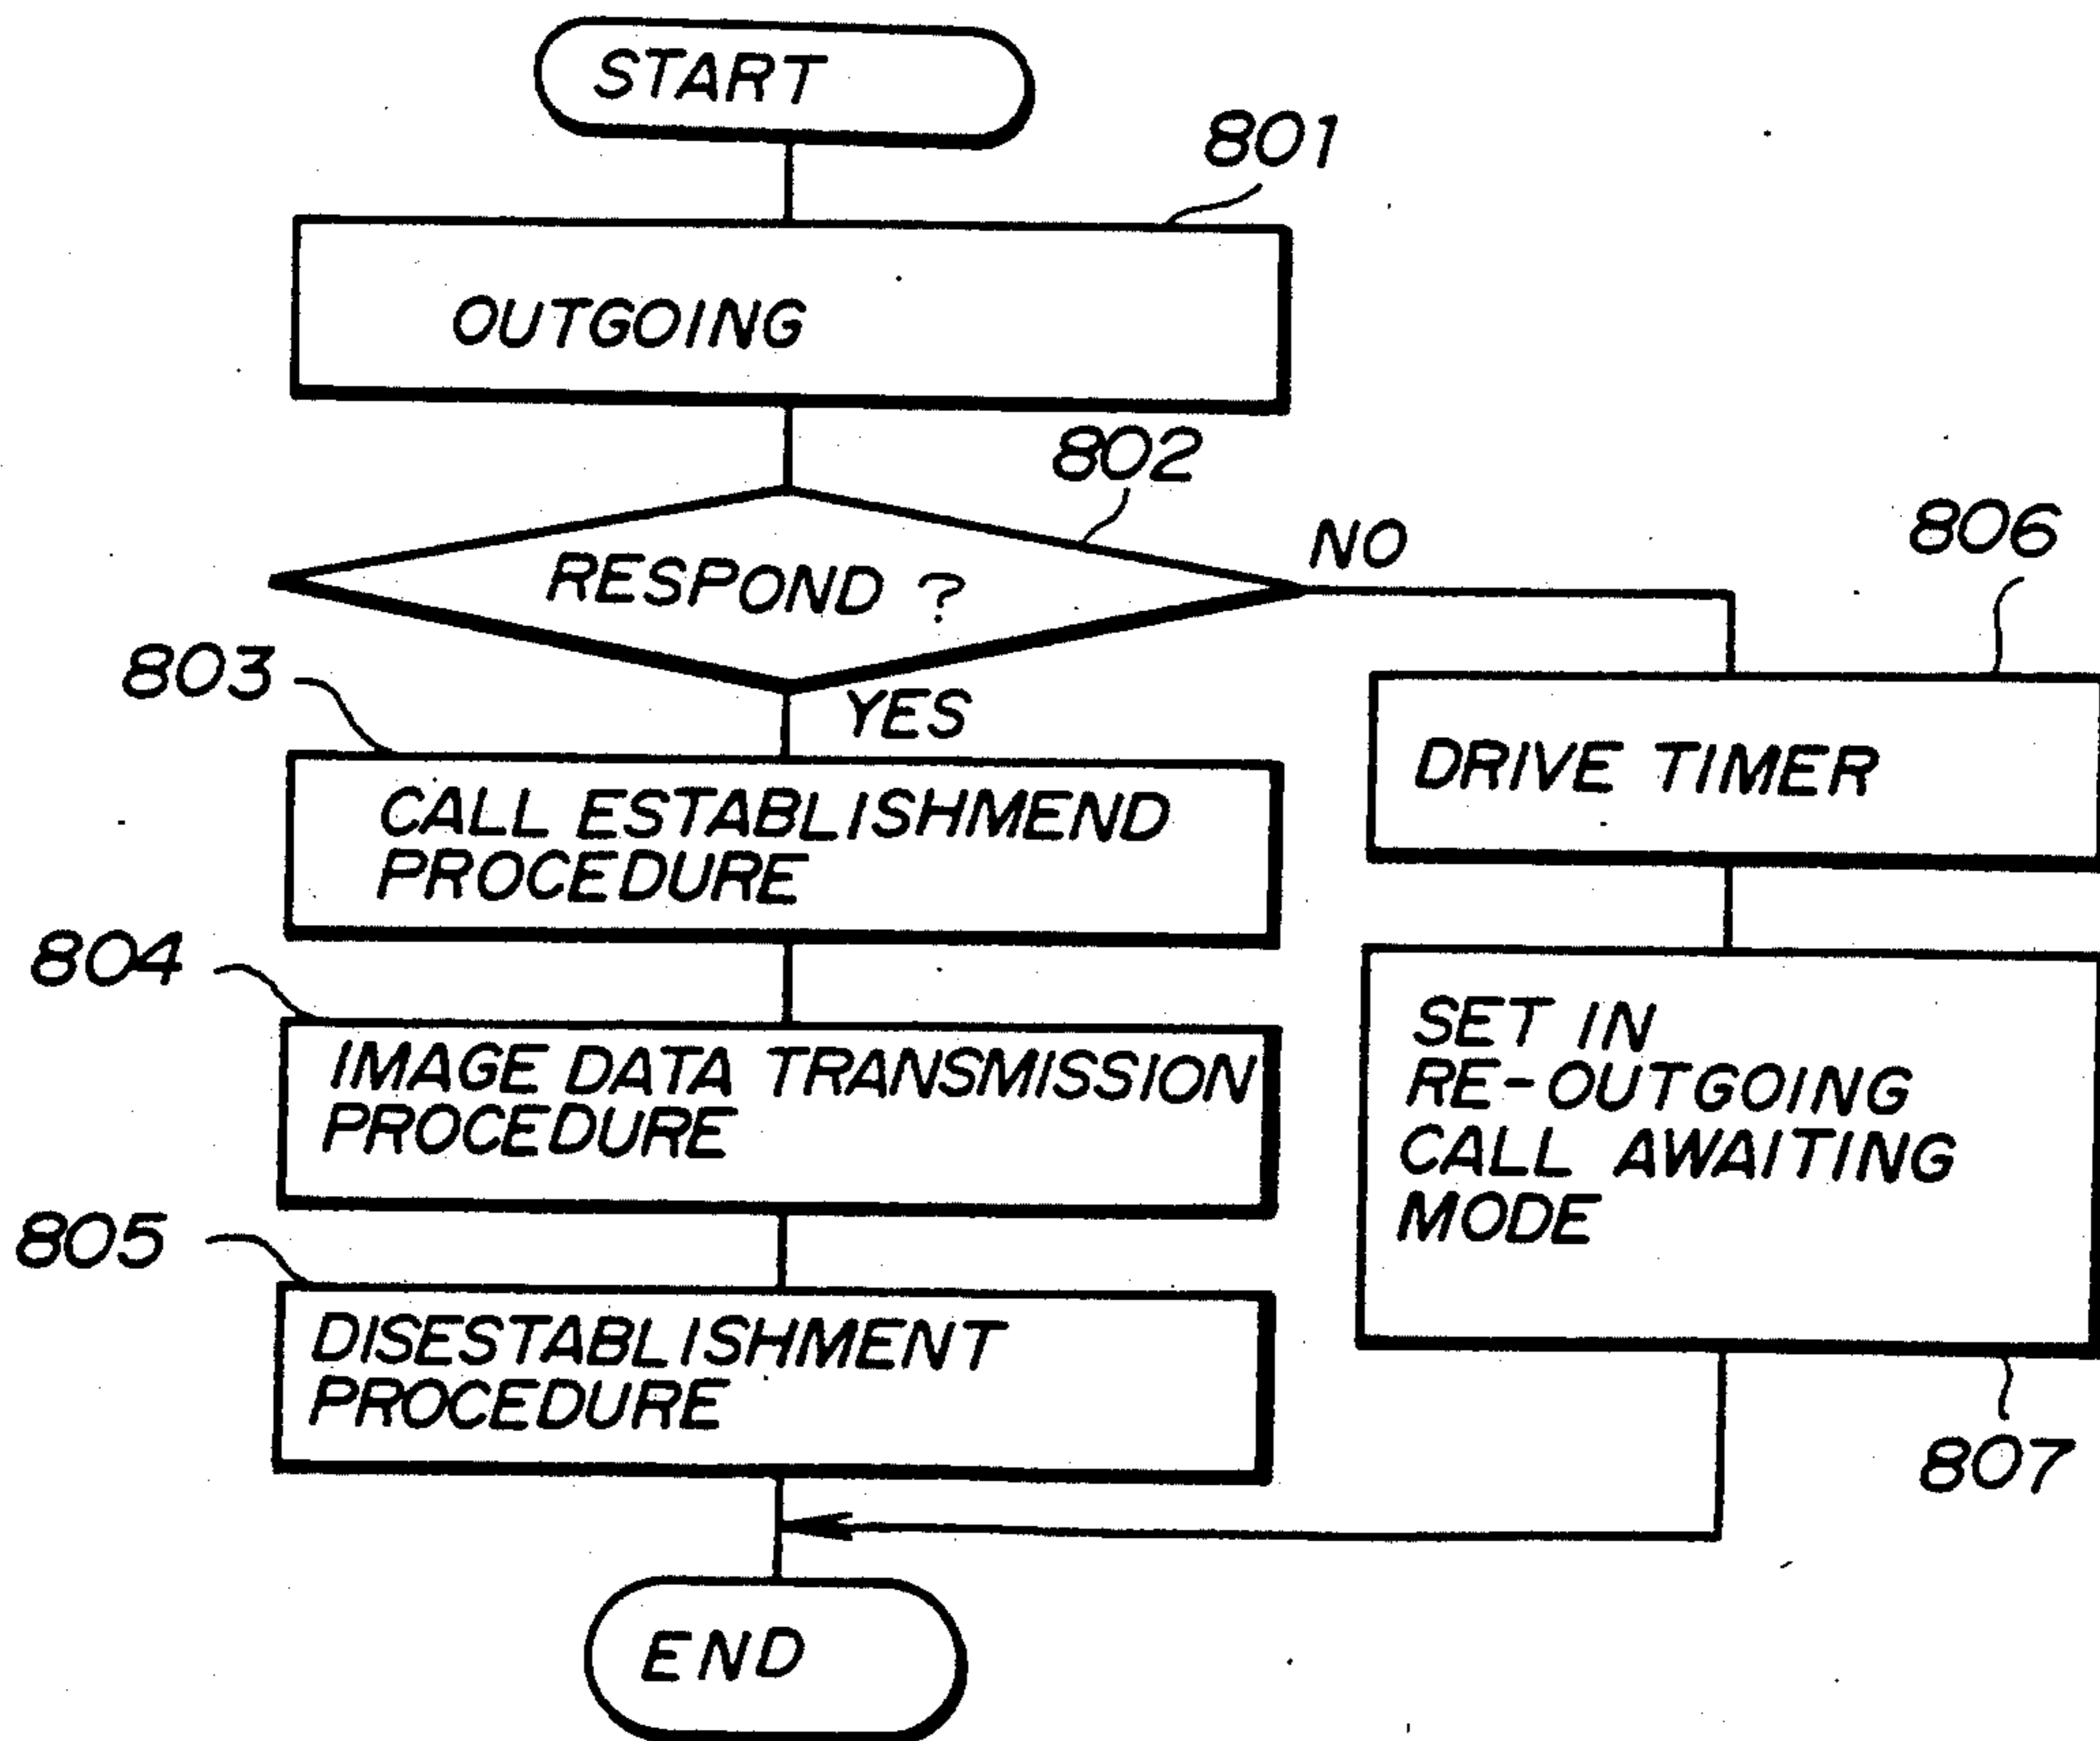 START
801
OUTGOING
802
RESPOND ?
NO
YES
803
CALL ESTABLISHMEND
PROCEDURE
804
IMAGE DATA TRANSMISSION
PROCEDURE
805
DISESTABLISHMENT
PROCEDURE
806
DRIVE TIMER
SET IN
RE-OUTGOING
CALL AWAITING
MODE
807
END